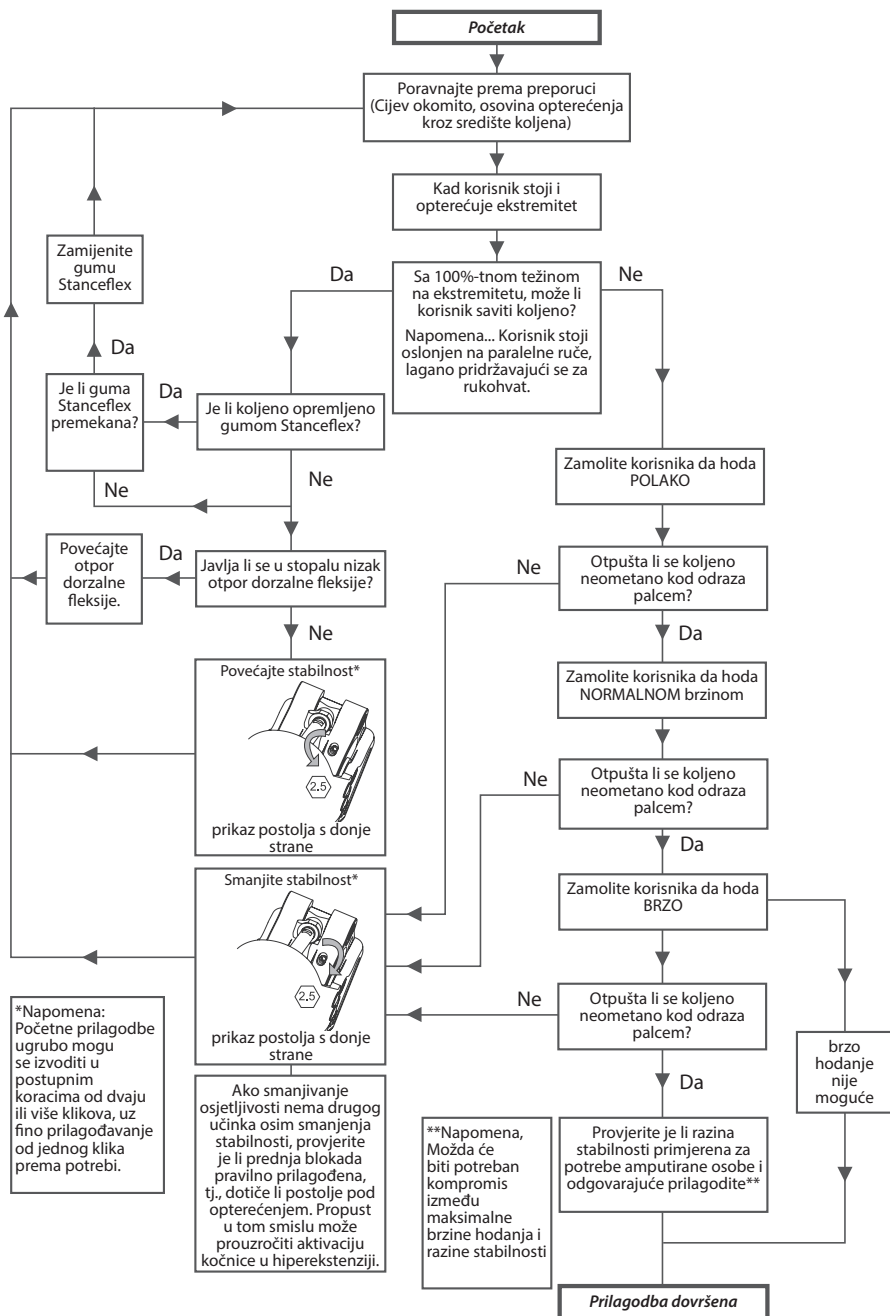 Početak
Poravnajte prema preporuci
(Cijev okomito, osovina opterećenja
kroz središte koljena)
Kad korisnik stoji i
opterećuje ekstremitet
Zamijenite
gumu
Stanceflex
Da
Sa 100%-tnom težinom
na ekstremitetu, može li
korisnik saviti koljeno?
Napomena... Korisnik stoji
oslonjen na paralelne ruče,
lagano pridržavajući se za
rukohvat.
Ne
Da
Je li guma
Stanceflex
premekana?
Da
Je li koljeno opremljeno
gumom Stanceflex?
Ne
Ne
Zamolite korisnika da hoda
POLAKO
Povećajte
otpor
dorzalne
fleksije.
Da
Javlja li se u stopalu nizak
otpor dorzalne fleksije?
Ne
Otpušta li se koljeno
neometano kod odraza
palcem?
Ne
Da
Povećajte stabilnost*
2.5
prikaz postolja s donje
strane
Zamolite korisnika da hoda
NORMALNOM brzinom
Ne
Otpušta li se koljeno
neometano kod odraza
palcem?
Da
Smanjite stabilnost*
2.5
prikaz postolja s donje
strane
Zamolite korisnika da hoda
BRZO
Ne
Otpušta li se koljeno
neometano kod odraza
palcem?
Da
brzo
hodanje
nije
moguće
*Napomena:
Početne prilagodbe
ugrubo mogu
se izvoditi u
postupnim
koracima od dvaju
ili više klikova, uz
fino prilagođavanje
od jednog klika
prema potrebi.
Ako smanjivanje
osjetljivosti nema drugog
učinka osim smanjenja
stabilnosti, provjerite
je li prednja blokada
pravilno prilagođena,
tj., dotiče li postolje pod
opterećenjem. Propust
u tom smislu može
prouzročiti aktivaciju
kočnice u hiperekstenziji.
**Napomena,
Možda će
biti potreban
kompromis
između
maksimalne
brzine hodanja i
razine stabilnosti
Provjerite je li razina
stabilnosti primjerena za
potrebe amputirane osobe i
odgovarajuće prilagodite**
Prilagodba dovršena